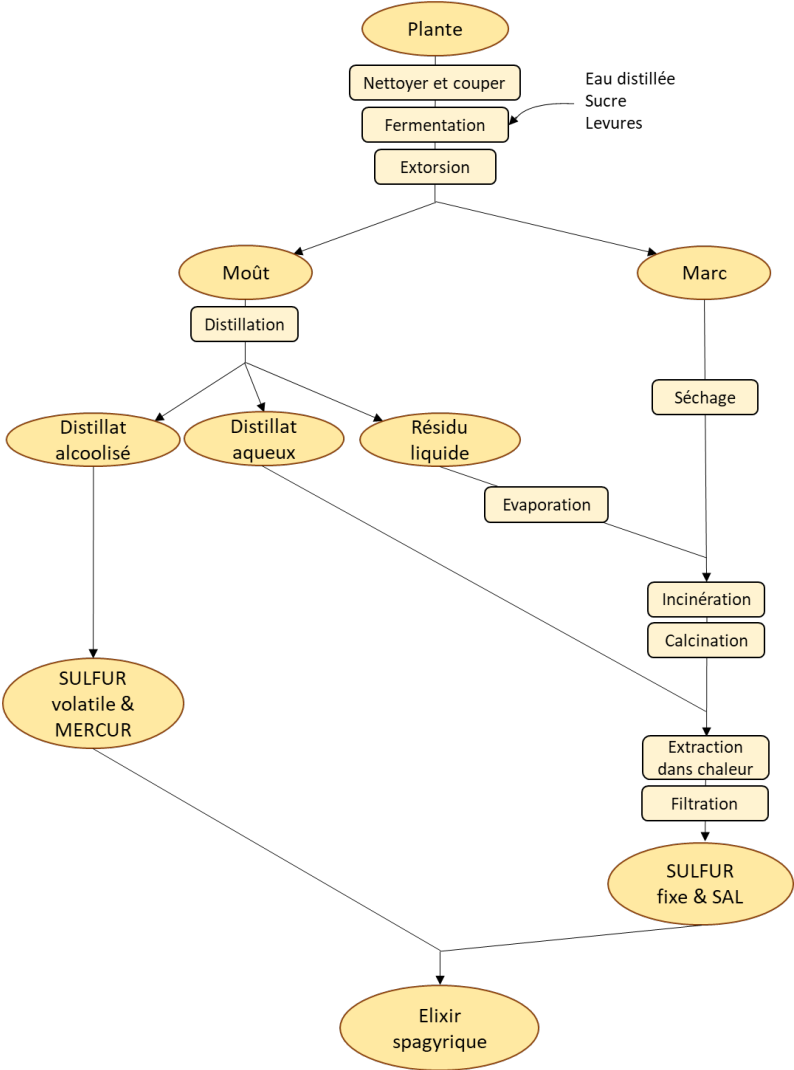 Plante
Nettoyer et couper
Eau distillée
Sucre
Levures
Fermentation
Extorsion
Moût
Marc
Distillation
Séchage
Distillat
alcoolisé
Distillat
aqueux
Résidu
liquide
Evaporation
Incinération
Calcination
SULFUR
volatile &
MERCUR
Extraction
dans chaleur
Filtration
SULFUR
fixe & SAL
Elixir
spagyrique